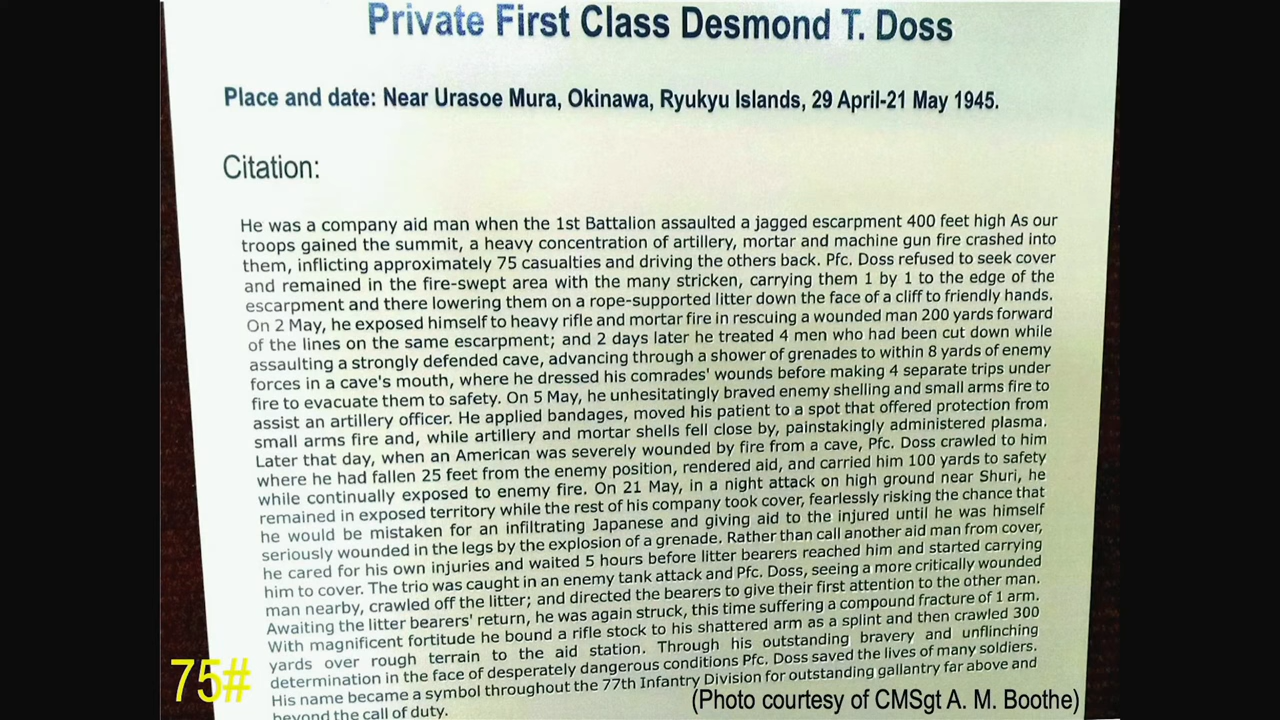 Private First Class Desmond T. Doss
Place and date: Near Urasoe Mura, Okinawa, Ryukyu Islands, 29 April-21 May 1945.
Citation:
He was a company aid man when the 1st Battalion assaulted a jagged escarpment 400 feet high As our
troops gained the summit, a heavy concentration of artillery, mortar and machine gun fire crashed into
them, inflicting approximately 75 casualties and driving the others back. Pfc. Doss refused to seek cover
and remained in the fire-swept area with the many stricken, carrying them 1 by 1 to the edge of the
escarpment and there lowering them on a rope-supported litter down the face of a cliff to friendly hands.
On 2 May, he exposed himself to heavy rifle and mortar fire in rescuing a wounded man 200 yards forward
of the lines on the same escarpment; and 2 days later he treated 4 men who had been cut down while
assaulting a strongly defended cave, advancing through a shower of grenades to within 8 yards of enemy
forces in a cave's mouth, where he dressed his comrades' wounds before making 4 separate trips under
fire to evacuate them to safety. On 5 May, he unhesitatingly braved enemy shelling and small arms fire to
assist an artillery officer. He applied bandages, moved his patient to a spot that offered protection from
small arms fire and, while artillery and mortar shells fell close by, painstakingly administered plasma.
Later that day, when an American was severely wounded by fire from a cave, Pfc. Doss crawled to him
where he had fallen 25 feet from the enemy position, rendered aid, and carried him 100 yards to safety
while continually exposed to enemy fire. On 21 May, in a night attack on high ground near Shuri, he
remained in exposed territory while the rest of his company took cover, fearlessly risking the chance that
he would be mistaken for an infiltrating Japanese and giving aid to the injured until he was himself
seriously wounded in the legs by the explosion of a grenade. Rather than call another aid man from cover,
he cared for his own injuries and waited 5 hours before litter bearers reached him and started carrying
him to cover. The trio was caught in an enemy tank attack and Pfc. Doss, seeing a more critically wounded
man nearby, crawled off the litter; and directed the bearers to give their first attention to the other man.
Awaiting the litter bearers' return, he was again struck, this time suffering a compound fracture of 1 arm.
With magnificent fortitude he bound a rifle stock to his shattered arm as a splint and then crawled 300
yards over rough terrain to the aid station. Through his outstanding bravery and unflinching
determination in the face of desperately dangerous conditions Pfc. Doss saved the lives of many soldiers.
His name became a symbol throughout the 77th Infantry Division for outstanding gallantry far above and
beyond the call of duty.
75#
(Photo courtesy of CMSgt A. M. Boothe)